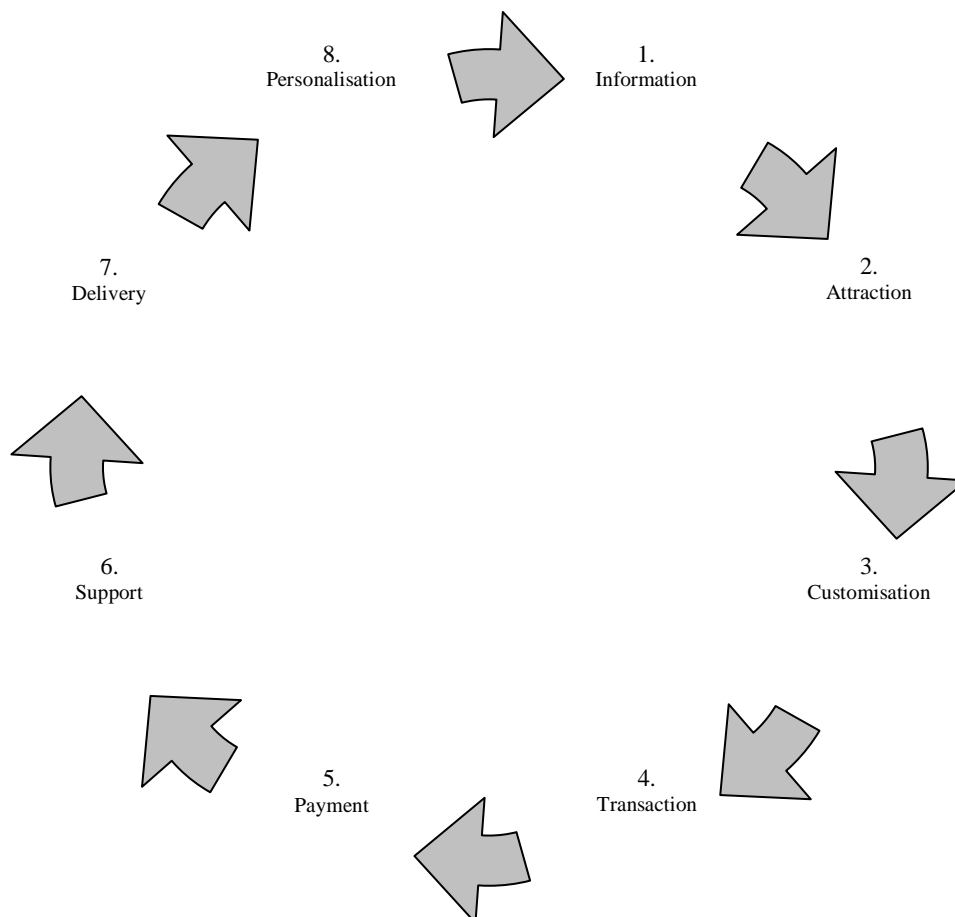 1.
Information
2.
Attraction
3.
Customisation
4.
Transaction
5.
Payment
6.
Support
7.
Delivery
8.
Personalisation